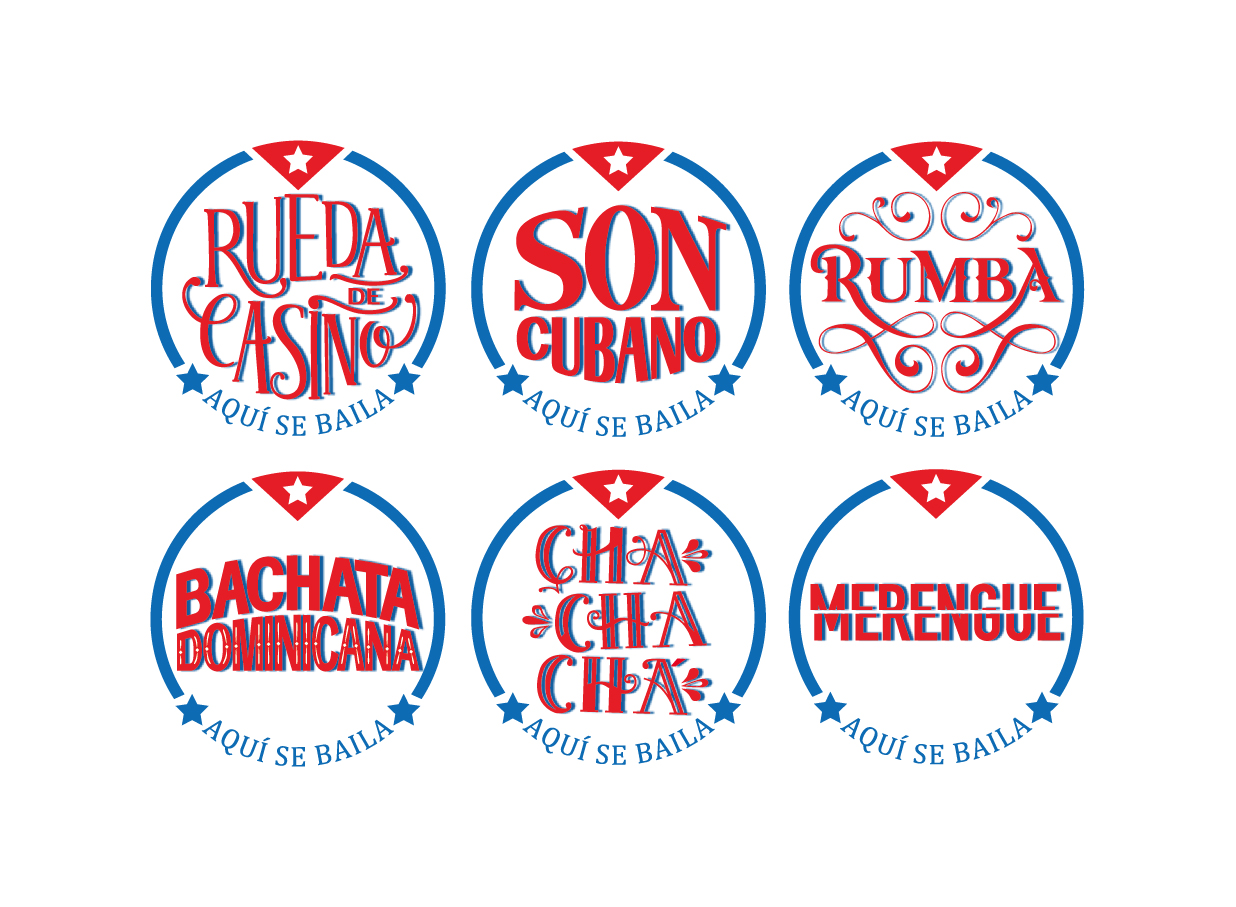 RUEDA
DE
CASINO
AQUÍ SE BAILA
SON
CUBANO
AQUÍ SE BAILA
RUMBA
AQUÍ SE BAILA
BACHATA
DOMINICANA
AQUÍ SE BAILA
CHA
CHA
CHÁ
AQUÍ SE BAILA
MERENGUE
AQUÍ SE BAILA